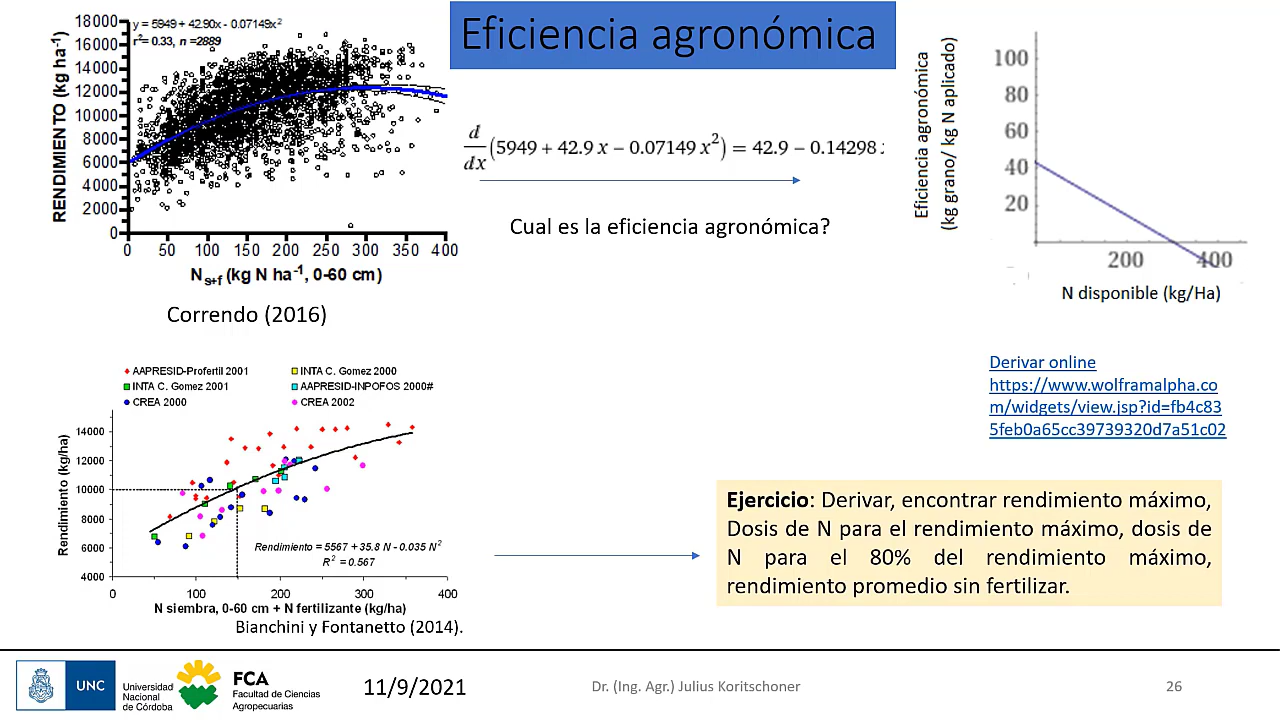 Eficiencia agronómica
18000
16000
14000
12000
10000
8000
6000
4000
2000
0
RENDIMIENTO (kg ha⁻¹)
y = 5949 + 42.90x - 0.07149x²
r² = 0.33, n = 2889
0 50 100 150 200 250 300 350 400
Ns+f (kg N ha⁻¹, 0-60 cm)
Correndo (2016)
d/dx (5949 + 42.9 x − 0.07149 x²) = 42.9 − 0.14298
Cual es la eficiencia agronómica?
Eficiencia agronómica
(kg grano/ kg N aplicado)
100
80
60
40
20
200 400
N disponible (kg/Ha)
Derivar online
https://www.wolframalpha.co
m/widgets/view.jsp?id=fb4c83
5feb0a65cc39739320d7a51c02
AAPRESID-Profertil 2001 INTA C. Gomez 2000
INTA C. Gomez 2001 AAPRESID-INPOFOS 2000#
CREA 2000 CREA 2002
Rendimiento (kg/ha)
14000
12000
10000
8000
6000
4000
Rendimiento = 5567 + 35.8 N - 0.035 N²
R² = 0.567
0 100 200 300 400
N siembra, 0-60 cm + N fertilizante (kg/ha)
Bianchini y Fontanetto (2014).
Ejercicio: Derivar, encontrar rendimiento máximo,
Dosis de N para el rendimiento máximo, dosis de
N para el 80% del rendimiento máximo,
rendimiento promedio sin fertilizar.
UNC
Universidad
Nacional
de Córdoba
FCA
Facultad de Ciencias
Agropecuarias
11/9/2021
Dr. (Ing. Agr.) Julius Koritschoner
26